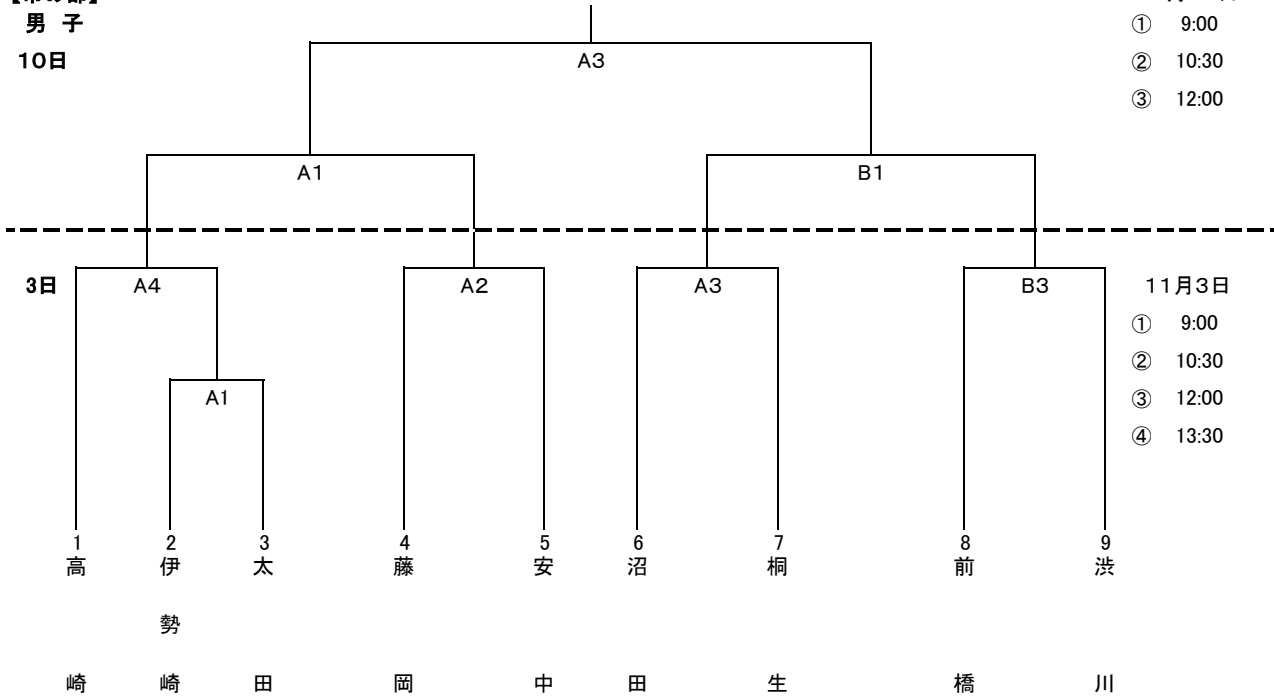 男 子
① 9:00
10日
A3
② 10:30
③ 12:00
A1
B1
3日
A4
A2
A3
B3
11月3日
① 9:00
② 10:30
A1
③ 12:00
④ 13:30
1 2 3 4 5 6 7 8 9
高崎
伊勢崎
太田
藤岡
安中
沼田
桐生
前橋
渋川